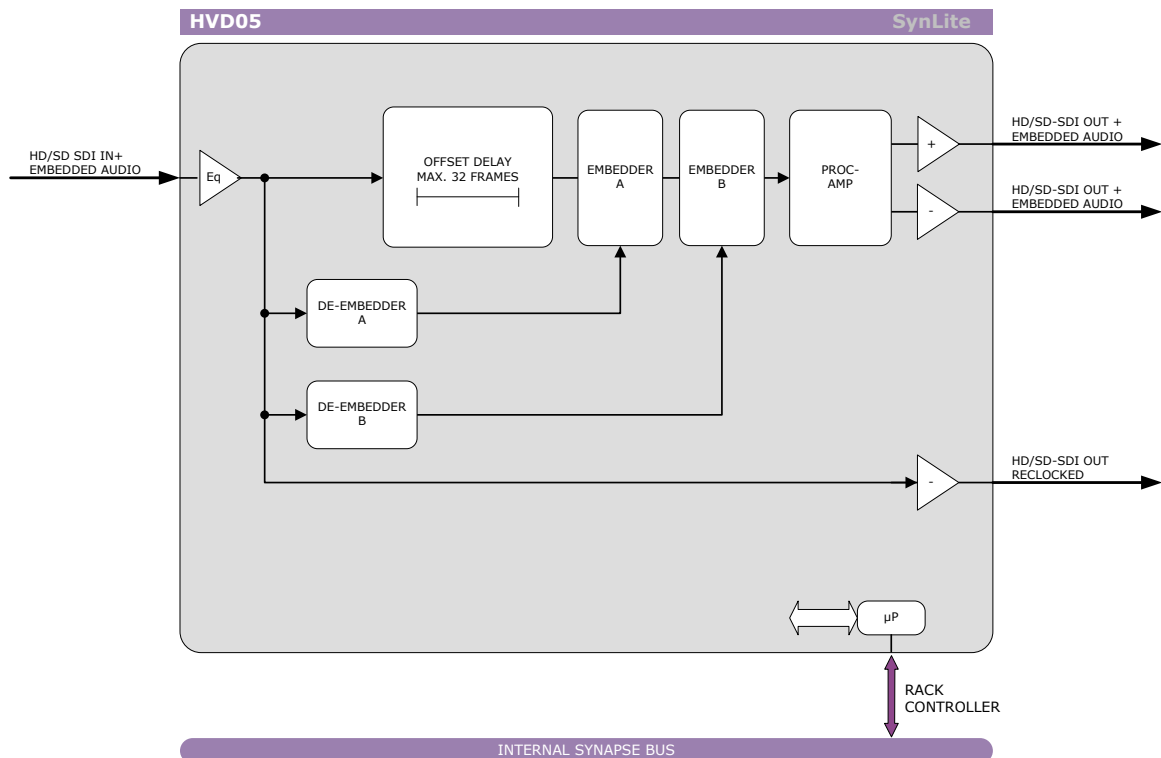 HVD05
SynLite
HD/SD SDI IN+
EMBEDDED AUDIO
Eq
OFFSET DELAY
MAX. 32 FRAMES
EMBEDDER
A
EMBEDDER
B
PROC-
AMP
+
-
HD/SD-SDI OUT +
EMBEDDED AUDIO
HD/SD-SDI OUT +
EMBEDDED AUDIO
DE-EMBEDDER
A
DE-EMBEDDER
B
-
HD/SD-SDI OUT
RECLOCKED
µP
RACK
CONTROLLER
INTERNAL SYNAPSE BUS